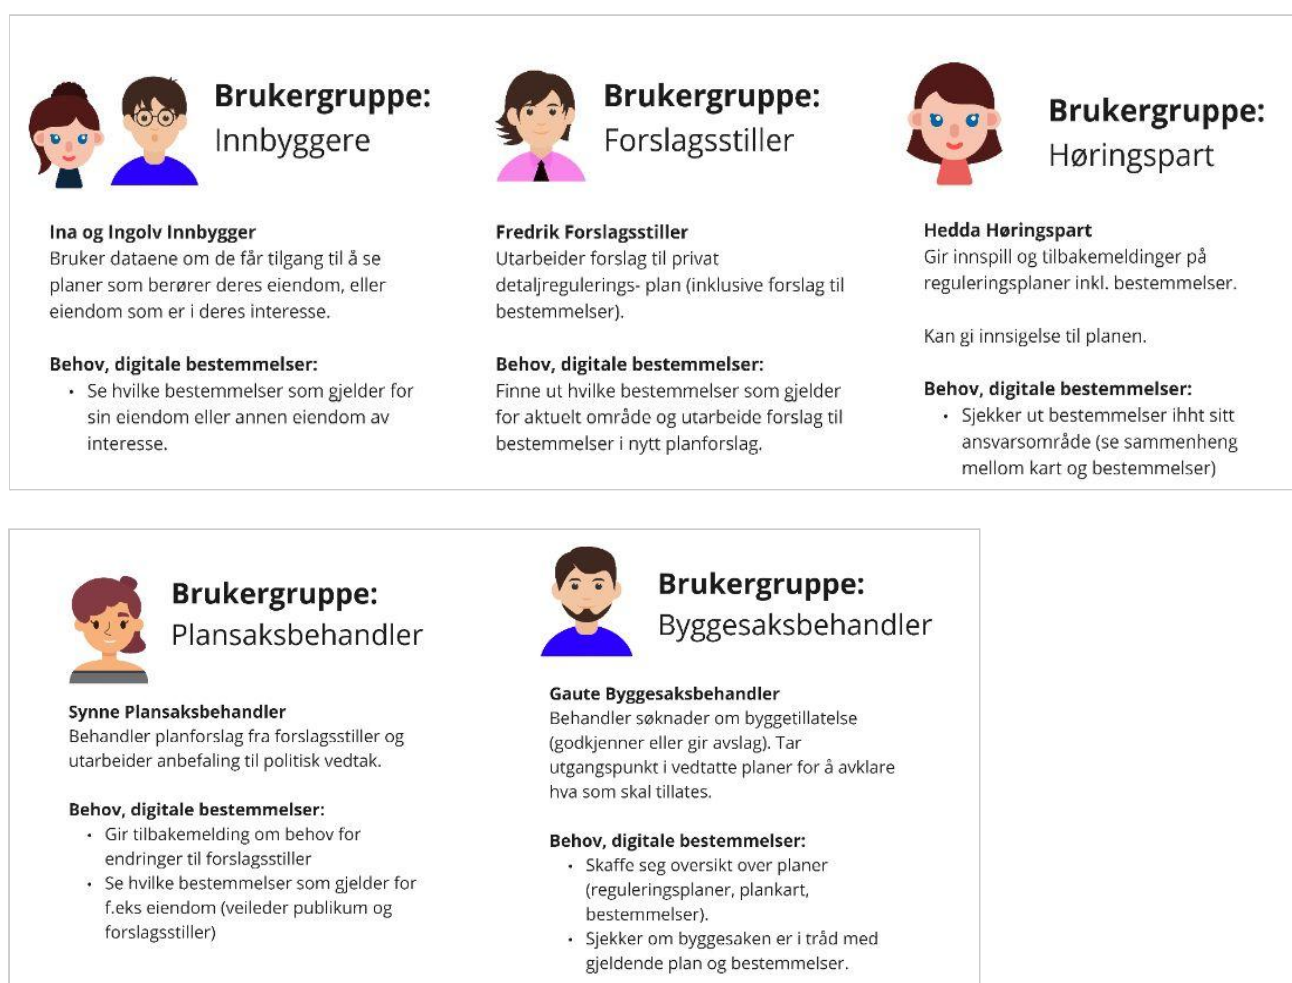 Brukergruppe:
Innbyggere
Ina og Ingolv Innbygger
Bruker dataene om de får tilgang til å se
planer som berører deres eiendom, eller
eiendom som er i deres interesse.
Behov, digitale bestemmelser:
• Se hvilke bestemmelser som gjelder for
sin eiendom eller annen eiendom av
interesse.
Brukergruppe:
Forslagsstiller
Fredrik Forslagsstiller
Utarbeider forslag til privat
detaljregulerings- plan (inklusive forslag til
bestemmelser).
Behov, digitale bestemmelser:
Finne ut hvilke bestemmelser som gjelder
for aktuelt område og utarbeide forslag til
bestemmelser i nytt planforslag.
Brukergruppe:
Høringspart
Hedda Høringspart
Gir innspill og tilbakemeldinger på
reguleringsplaner inkl. bestemmelser.
Kan gi innsigelse til planen.
Behov, digitale bestemmelser:
• Sjekker ut bestemmelser ihht sitt
ansvarsområde (se sammenheng
mellom kart og bestemmelser)
Brukergruppe:
Plansaksbehandler
Synne Plansaksbehandler
Behandler planforslag fra forslagsstiller og
utarbeider anbefaling til politisk vedtak.
Behov, digitale bestemmelser:
• Gir tilbakemelding om behov for
endringer til forslagsstiller
• Se hvilke bestemmelser som gjelder for
f.eks eiendom (veileder publikum og
forslagsstiller)
Brukergruppe:
Byggesaksbehandler
Gaute Byggesaksbehandler
Behandler søknader om byggetillatelse
(godkjenner eller gir avslag). Tar
utgangspunkt i vedtatte planer for å avklare
hva som skal tillates.
Behov, digitale bestemmelser:
• Skaffe seg oversikt over planer
(reguleringsplaner, plankart,
bestemmelser).
• Sjekker om byggesaken er i tråd med
gjeldende plan og bestemmelser.